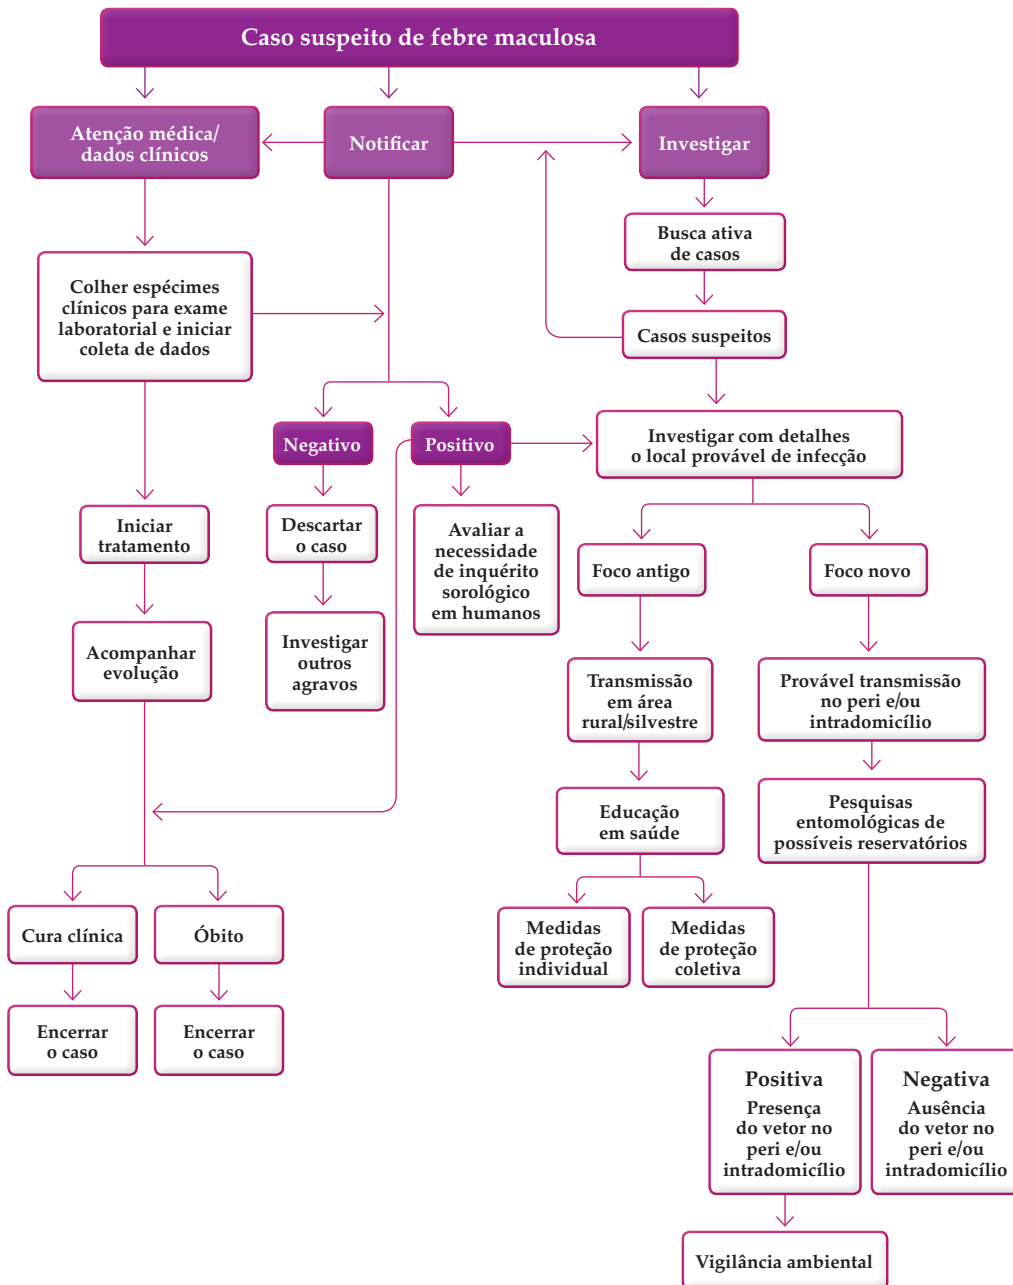 Caso suspeito de febre maculosa
Atenção médica/
dados clínicos
Notificar
Investigar
Busca ativa
de casos
Colher espécimes
clínicos para exame
laboratorial e iniciar
coleta de dados
Casos suspeitos
Negativo
Positivo
Investigar com detalhes
o local provável de infecção
Iniciar
tratamento
Descartar
o caso
Avaliar a
necessidade
de inquérito
sorológico
em humanos
Foco antigo
Foco novo
Acompanhar
evolução
Investigar
outros
agravos
Transmissão
em área
rural/silvestre
Provável transmissão
no peri e/ou
intradomicílio
Educação
em saúde
Pesquisas
entomológicas de
possíveis reservatórios
Cura clínica
Óbito
Medidas
de proteção
individual
Medidas
de proteção
coletiva
Encerrar
o caso
Encerrar
o caso
Positiva
Presença
do vetor no
peri e/ou
intradomicílio
Negativa
Ausência
do vetor no
peri e/ou
intradomicílio
Vigilância ambiental